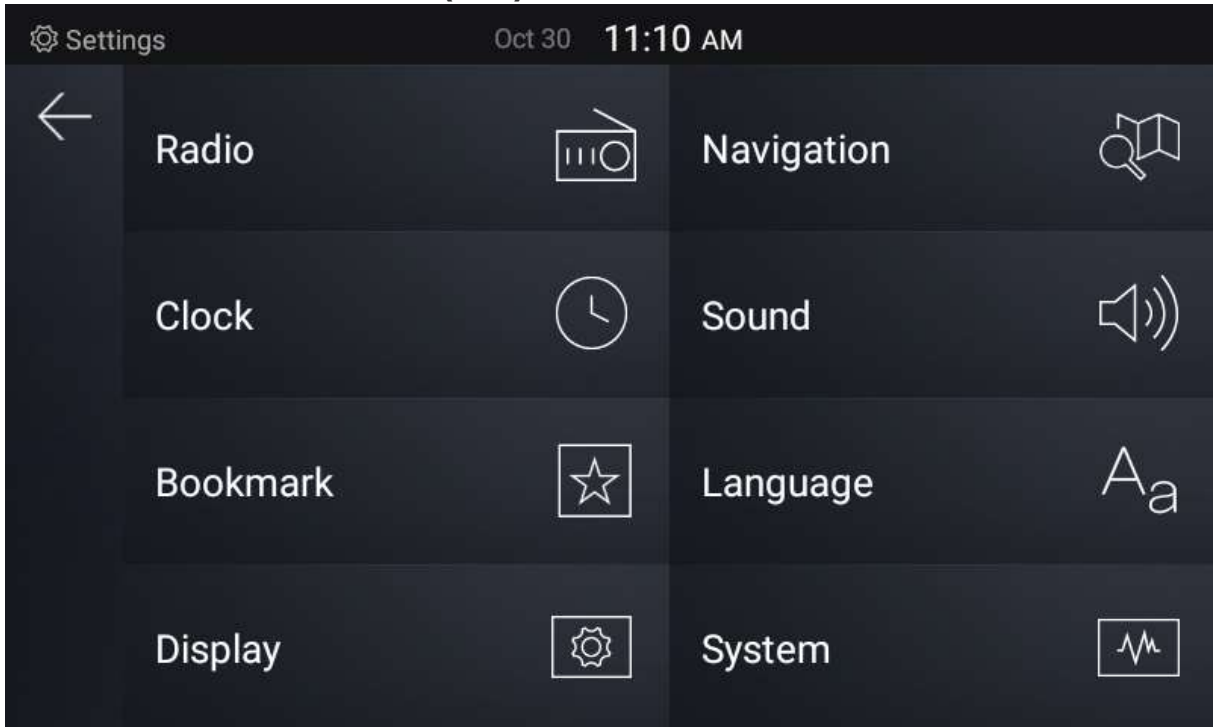 Settings Oct 30 11:10 AM
Radio Navigation
Clock Sound
Bookmark Language Aa
Display System